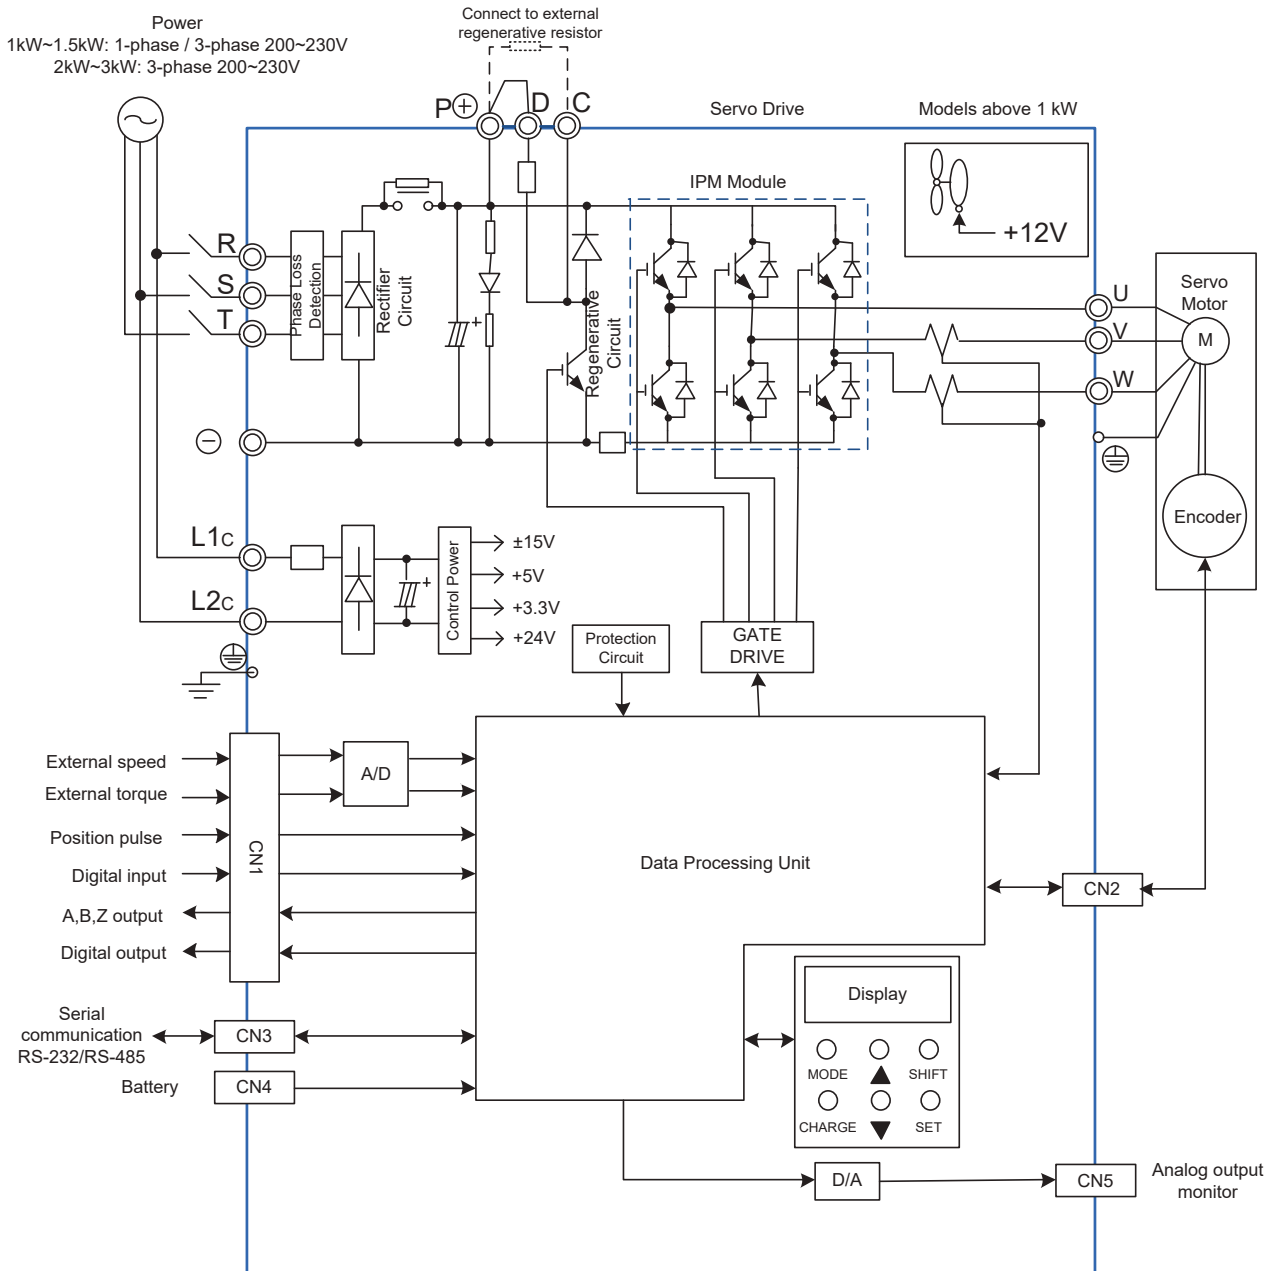 Power
1kW~1.5kW: 1-phase / 3-phase 200~230V
2kW~3kW: 3-phase 200~230V
Connect to external
regenerative resistor
P⊕
D
C
Servo Drive
Models above 1 kW
IPM Module
+12V
R
S
T
Phase Loss
Detection
Rectifier
Circuit
+
Regenerative
Circuit
U
V
W
Servo
Motor
M
Encoder
L1c
L2c
+
Control Power
±15V
+5V
+3.3V
+24V
Protection
Circuit
GATE
DRIVE
External speed
External torque
Position pulse
Digital input
A,B,Z output
Digital output
CN1
A/D
Data Processing Unit
CN2
Serial
communication
RS-232/RS-485
CN3
Battery
CN4
Display
MODE
SHIFT
CHARGE
SET
D/A
CN5
Analog output
monitor